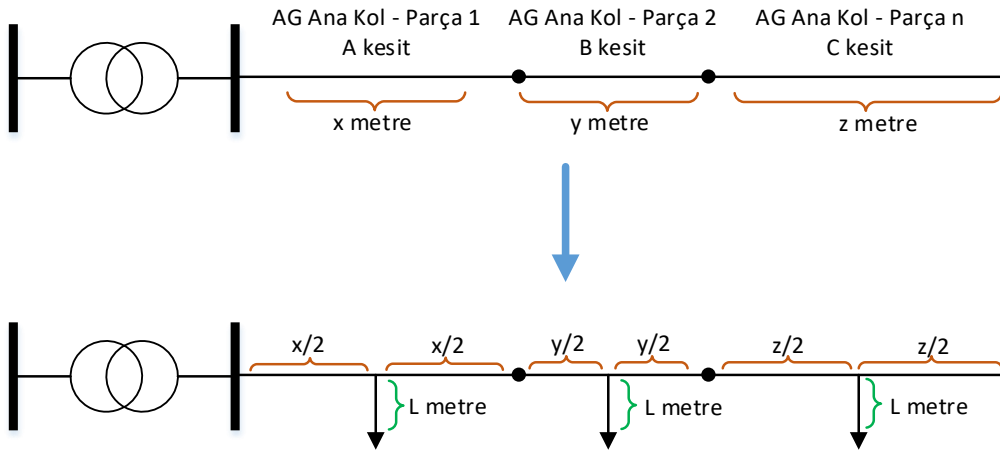 AG Ana Kol - Parça 1
A kesit
AG Ana Kol - Parça 2
B kesit
AG Ana Kol - Parça n
C kesit
x metre
y metre
z metre
x/2
x/2
y/2
y/2
z/2
z/2
L metre
L metre
L metre